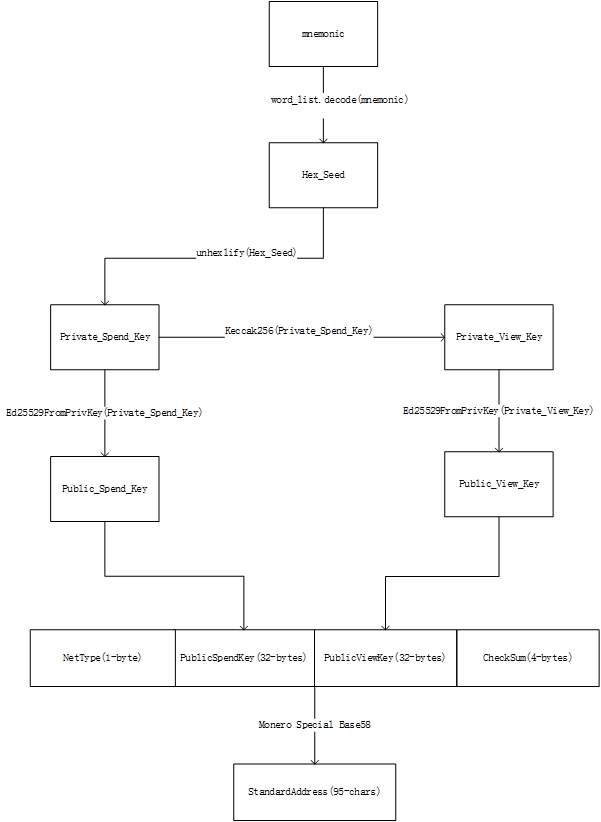 mnemonic
word_list.decode(mnemonic)
Hex_Seed
unhexlify(Hex_Seed)
Private_Spend_Key
Keccak256(Private_Spend_Key)
Private_View_Key
Ed25529FromPrivKey(Private_Spend_Key)
Ed25529FromPrivKey(Private_View_Key)
Public_Spend_Key
Public_View_Key
NetType(1-byte)
PublicSpendKey(32-bytes)
PublicViewKey(32-bytes)
CheckSum(4-bytes)
Monero Special Base58
StandardAddress(95-chars)